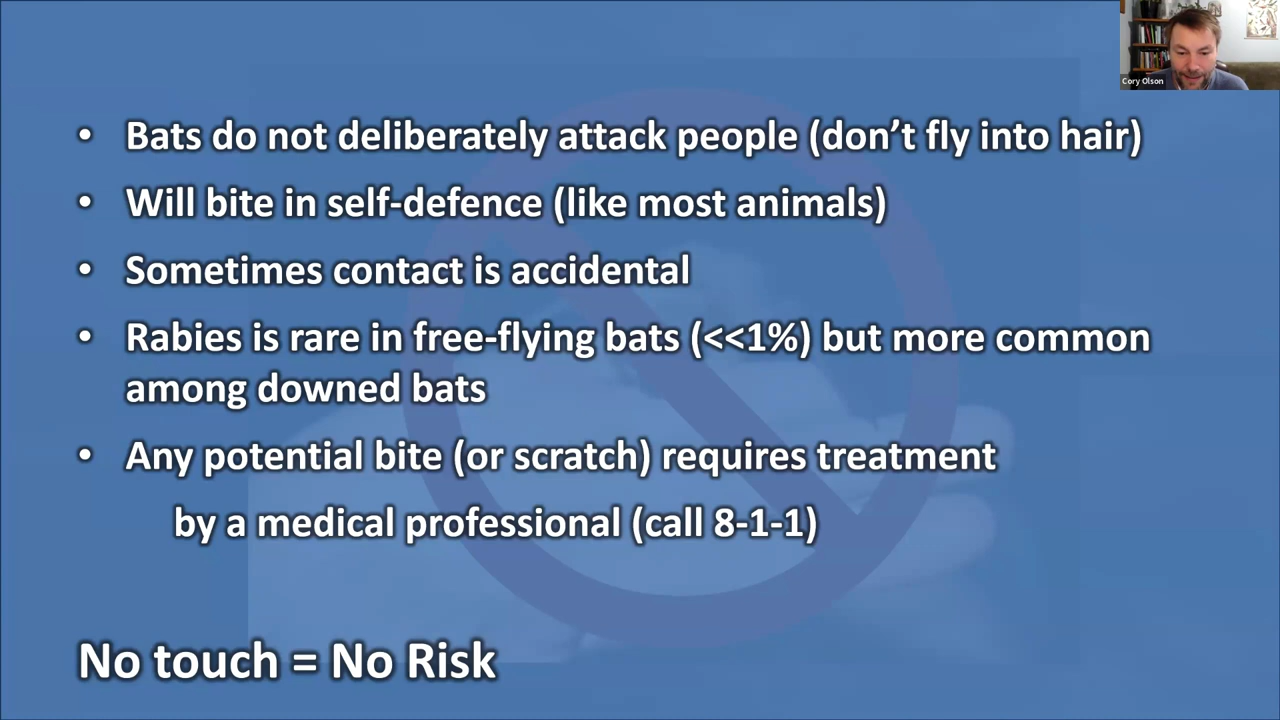 Cory Olson
• Bats do not deliberately attack people (don’t fly into hair)
• Will bite in self-defence (like most animals)
• Sometimes contact is accidental
• Rabies is rare in free-flying bats (<<1%) but more common
among downed bats
• Any potential bite (or scratch) requires treatment
by a medical professional (call 8-1-1)
No touch = No Risk